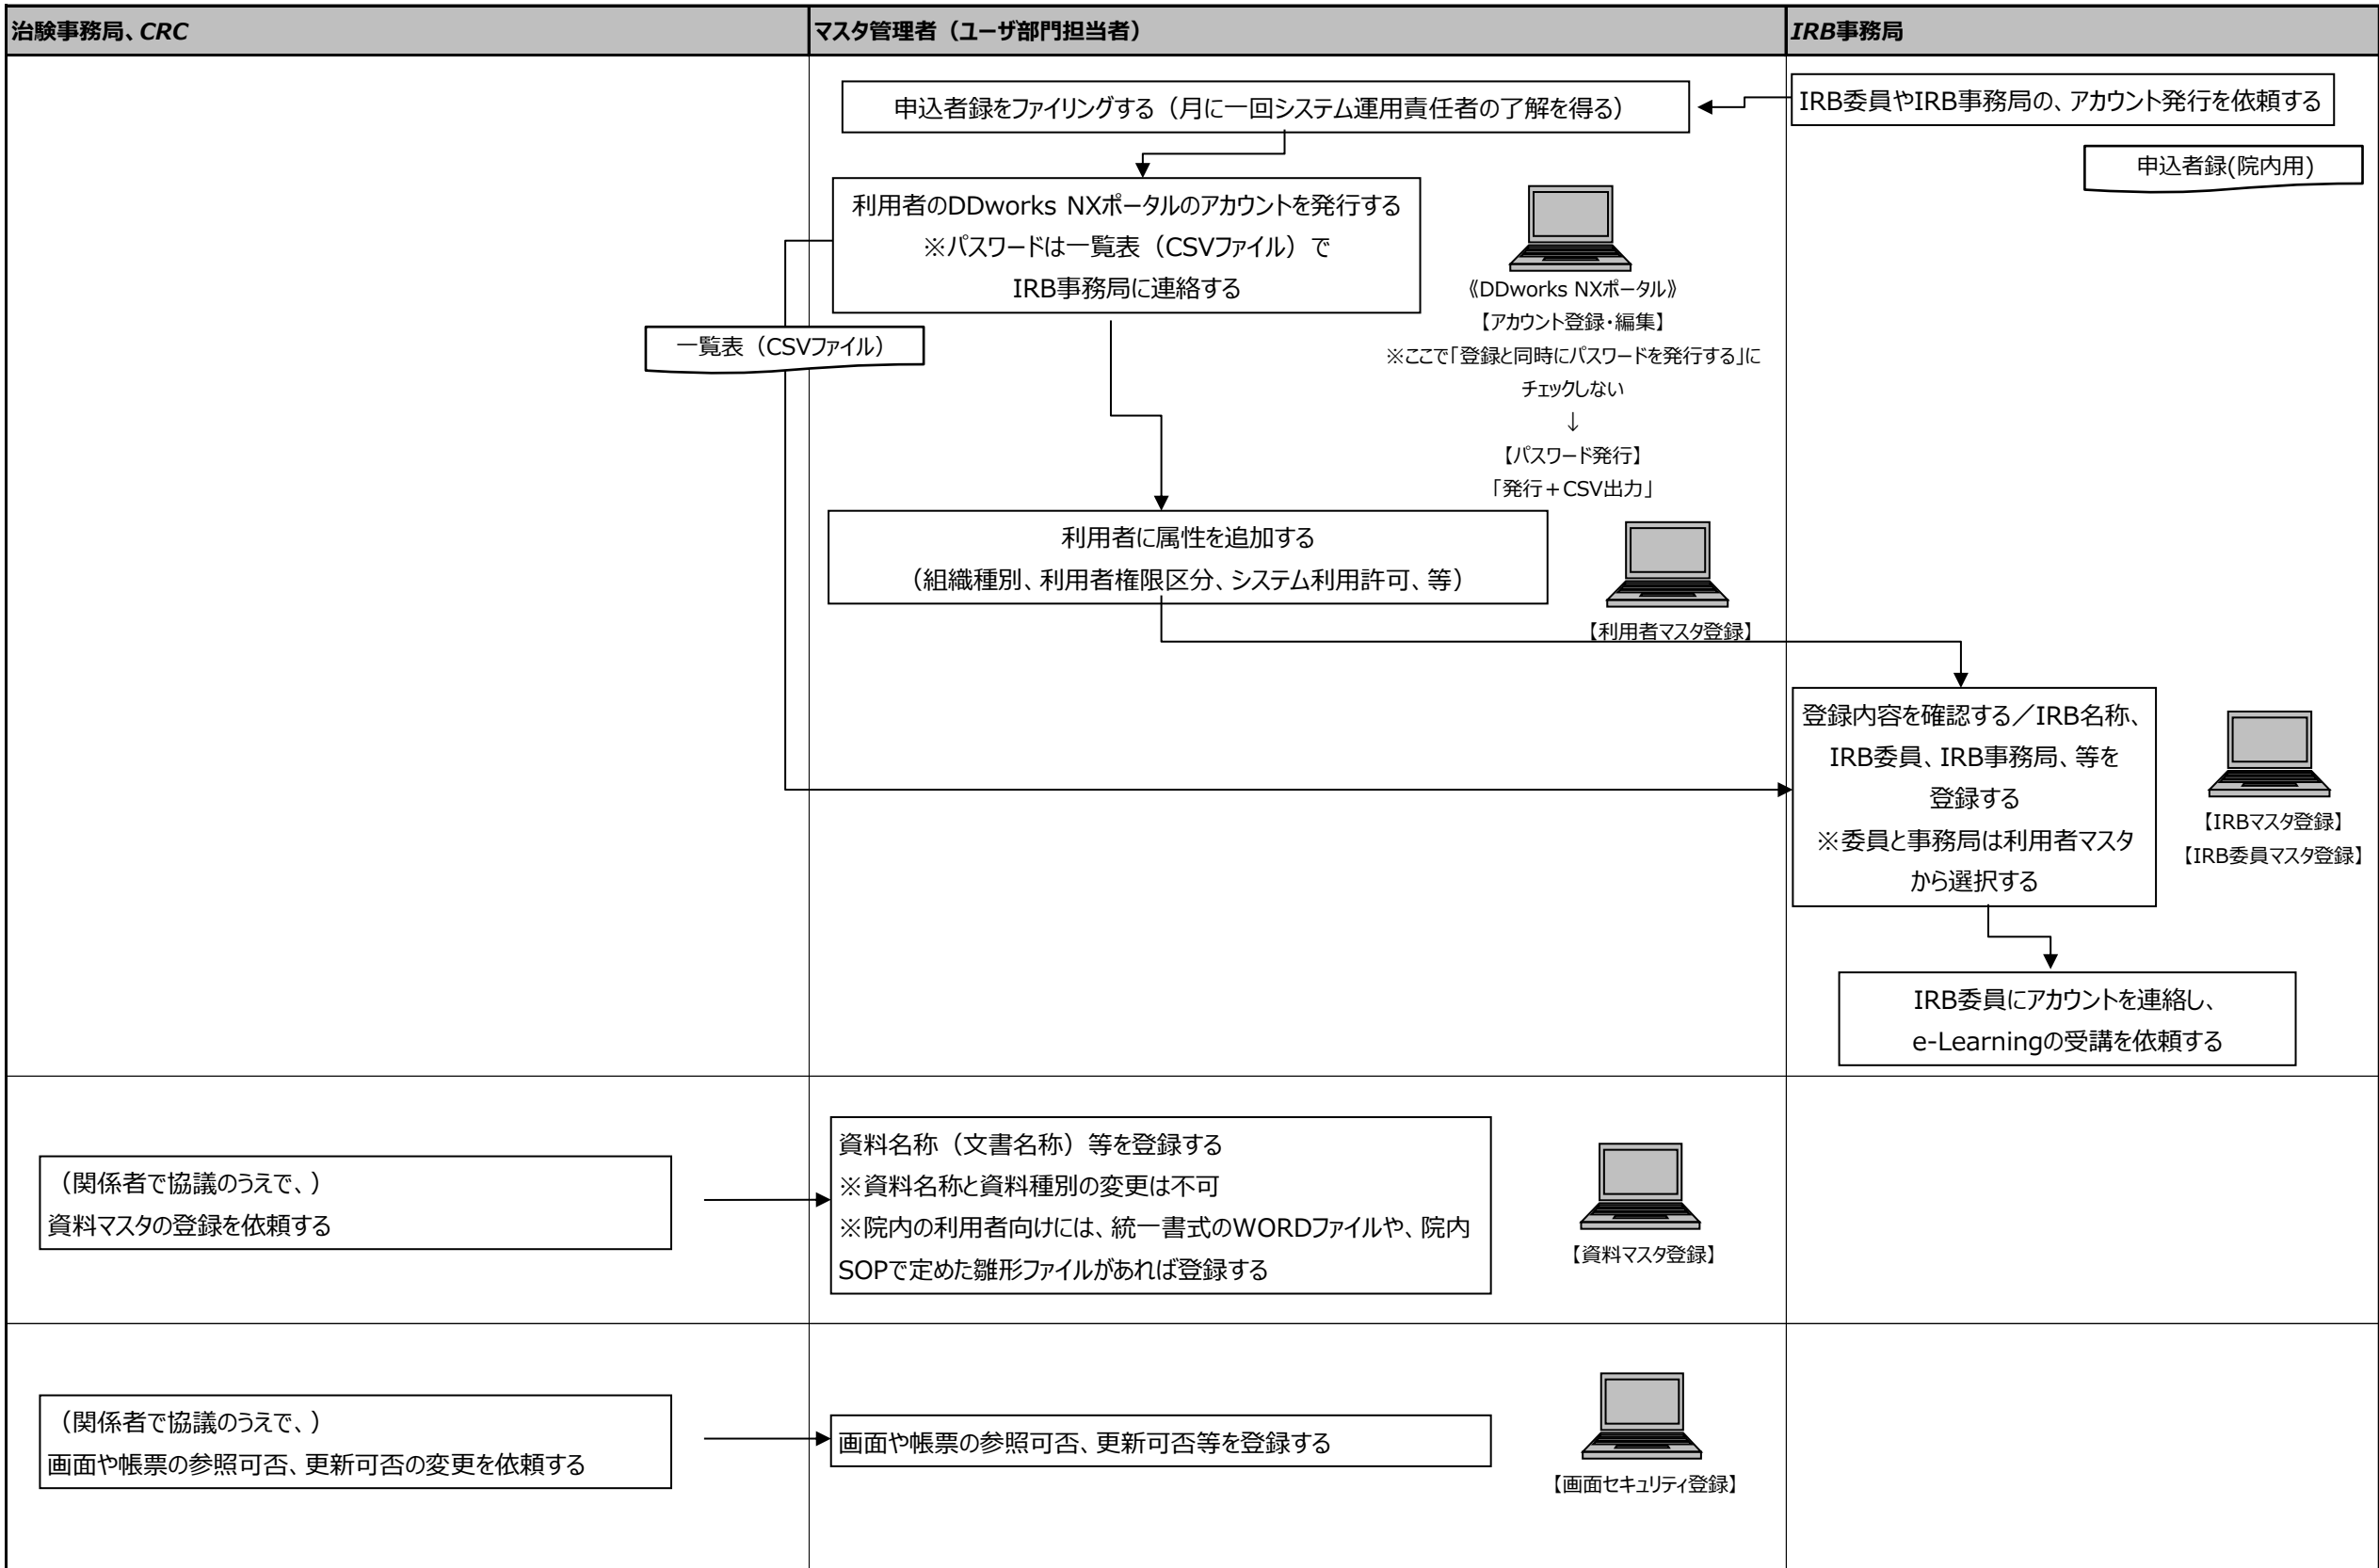 治験事務局、CRC
マスタ管理者（ユーザ部門担当者）
IRB事務局
申込者録をファイリングする（月に一回システム運用責任者の了解を得る）
IRB委員やIRB事務局の、アカウント発行を依頼する
申込者録(院内用)
利用者のDDworks NXポータルのアカウントを発行する
※パスワードは一覧表（CSVファイル）で
IRB事務局に連絡する
《DDworks NXポータル》
【アカウント登録・編集】
※ここで「登録と同時にパスワードを発行する」に
チェックしない
↓
【パスワード発行】
「発行＋CSV出力」
一覧表（CSVファイル）
利用者に属性を追加する
（組織種別、利用者権限区分、システム利用許可、等）
【利用者マスタ登録】
登録内容を確認する／IRB名称、
IRB委員、IRB事務局、等を
登録する
※委員と事務局は利用者マスタ
から選択する
【IRBマスタ登録】
【IRB委員マスタ登録】
IRB委員にアカウントを連絡し、
e-Learningの受講を依頼する
（関係者で協議のうえで、）
資料マスタの登録を依頼する
資料名称（文書名称）等を登録する
※資料名称と資料種別の変更は不可
※院内の利用者向けには、統一書式のWORDファイルや、院内
SOPで定めた雛形ファイルがあれば登録する
【資料マスタ登録】
（関係者で協議のうえで、）
画面や帳票の参照可否、更新可否の変更を依頼する
画面や帳票の参照可否、更新可否等を登録する
【画面セキュリティ登録】